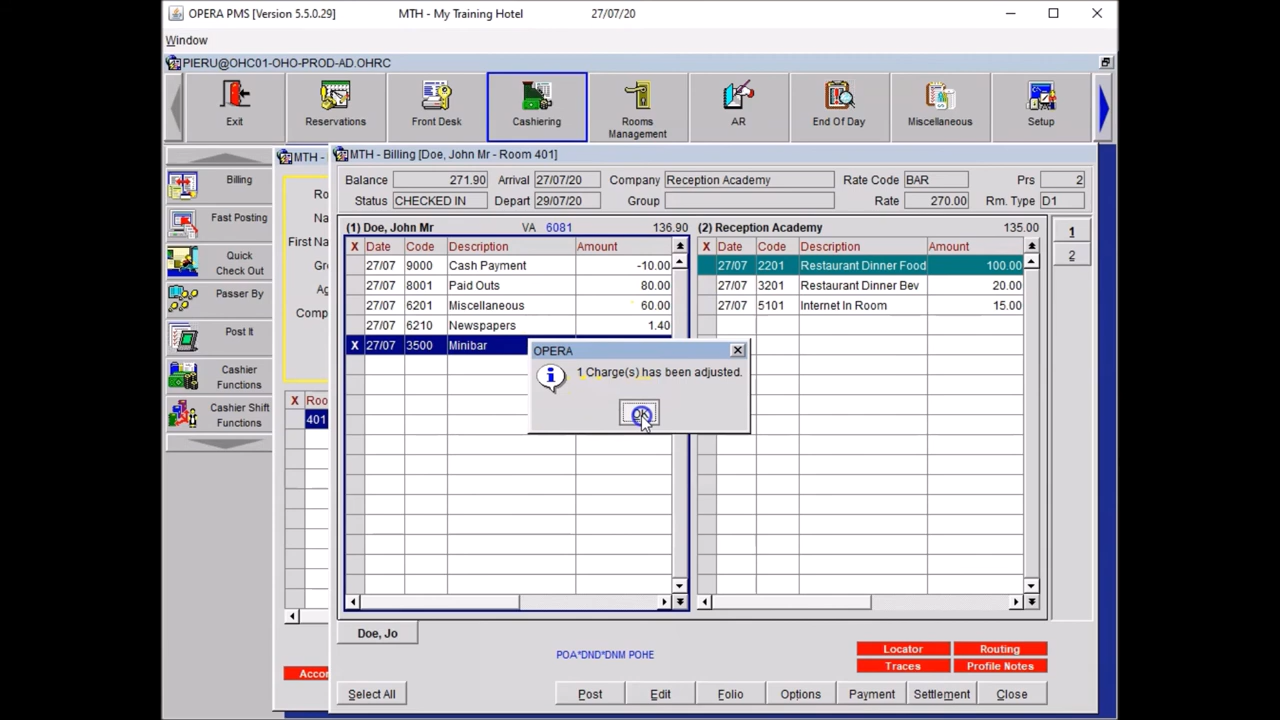 OPERA PMS [Version 5.5.0.29] MTH - My Training Hotel 27/07/20
Window
PIERU@OHC01-OHO-PROD-AD.OHRC
Exit Reservations Front Desk Cashiering Rooms Management AR End Of Day Miscellaneous Setup
Billing
Fast Posting
Quick Check Out
Passer By
Post It
Cashier Functions
Cashier Shift Functions
MTH -
Ro
Na
First Na
Gr
Ag
Comp
X Roo
401
Accor
MTH - Billing [Doe, John Mr - Room 401]
Balance 271.90 Arrival 27/07/20 Company Reception Academy Rate Code BAR Prs 2
Status CHECKED IN Depart 29/07/20 Group Rate 270.00 Rm. Type D1
(1) Doe, John Mr VA 6081 136.90
X Date Code Description Amount
27/07 9000 Cash Payment -10.00
27/07 8001 Paid Outs 80.00
27/07 6201 Miscellaneous 60.00
27/07 6210 Newspapers 1.40
X 27/07 3500 Minibar
(2) Reception Academy 135.00
X Date Code Description Amount
27/07 2201 Restaurant Dinner Food 100.00
27/07 3201 Restaurant Dinner Bev 20.00
27/07 5101 Internet In Room 15.00
1
2
OPERA
1 Charge(s) has been adjusted.
Doe, Jo
POA*DND*DNM POHE
Locator Routing
Traces Profile Notes
Select All Post Edit Folio Options Payment Settlement Close